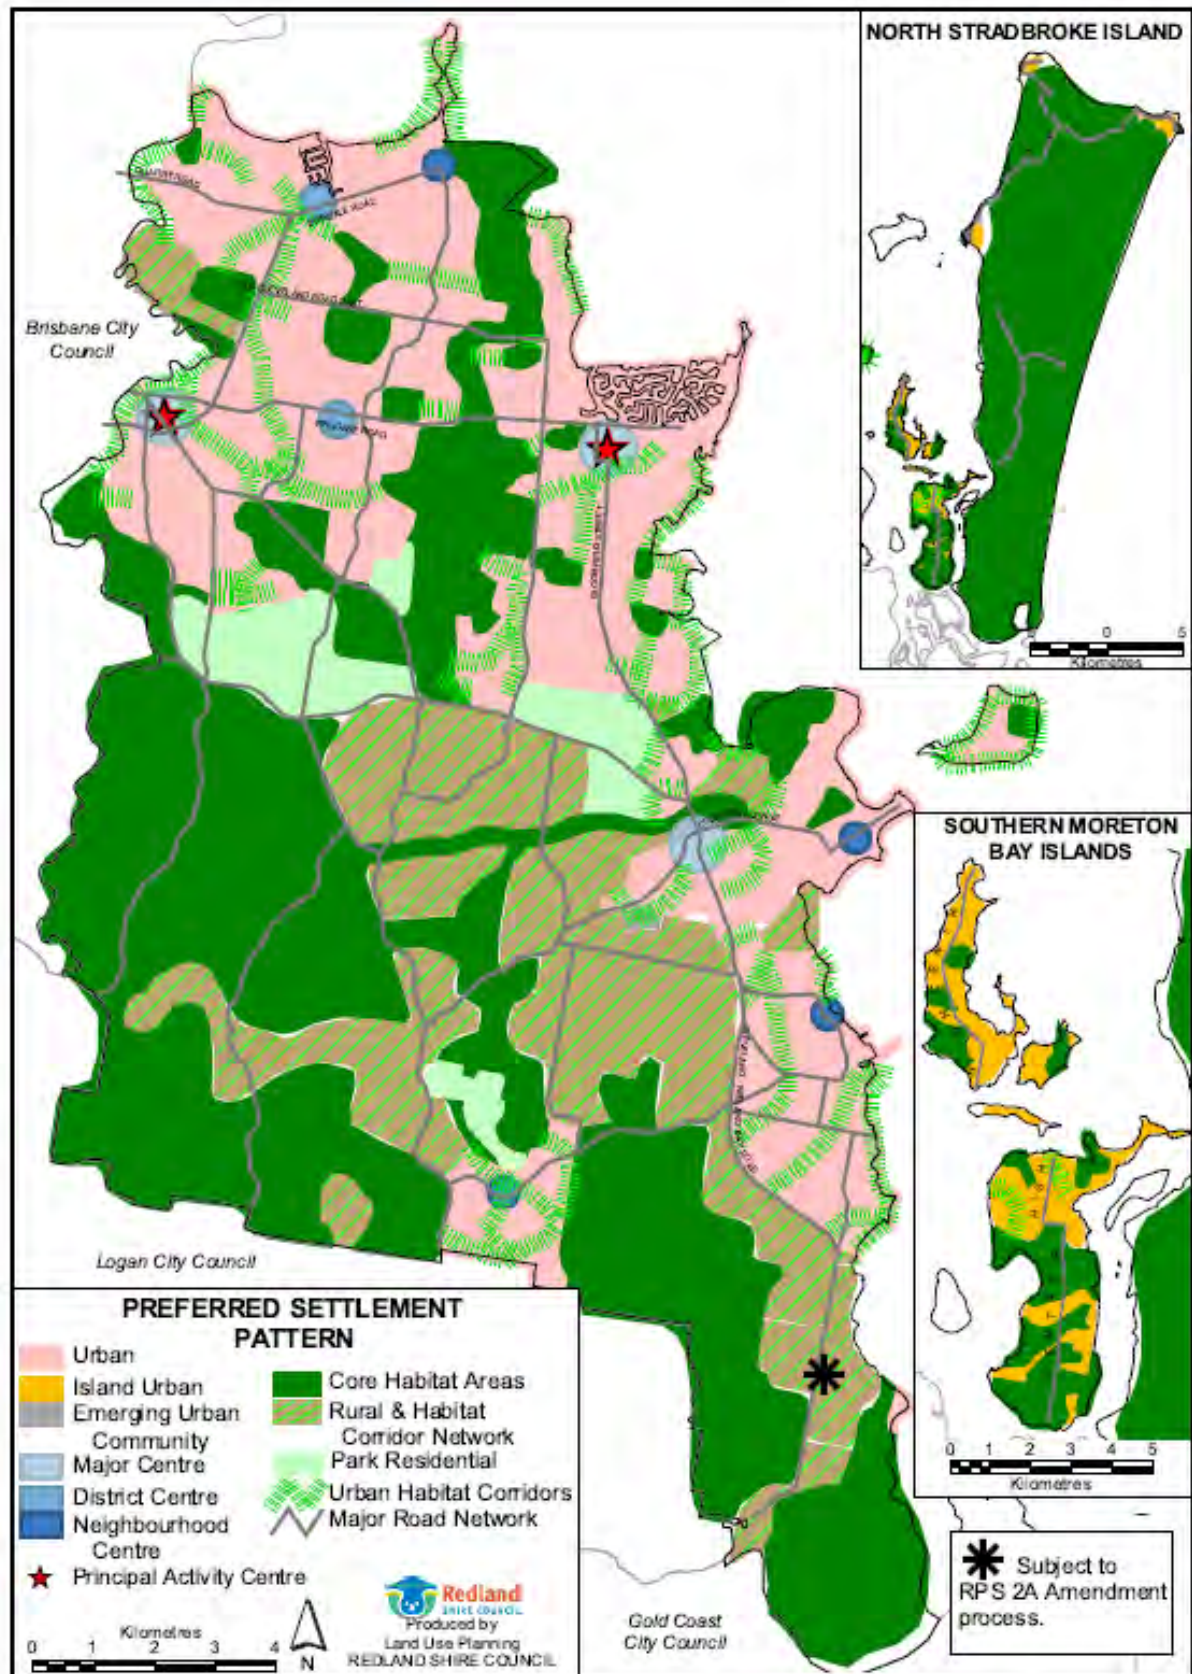 NORTH STRADBROKE ISLAND
Brisbane City
Council
0 5
Kilometres
SOUTHERN MORETON
BAY ISLANDS
Logan City Council
0 1 2 3 4 5
Kilometres
PREFERRED SETTLEMENT
PATTERN
Urban
Island Urban
Emerging Urban
Community
Major Centre
District Centre
Neighbourhood
Centre
Principal Activity Centre
Core Habitat Areas
Rural & Habitat
Corridor Network
Park Residential
Urban Habitat Corridors
Major Road Network
Kilometres
0 1 2 3 4
N
Redland
SHIRE COUNCIL
Produced by
Land Use Planning
REDLAND SHIRE COUNCIL
Gold Coast
City Council
Subject to
RPS 2A Amendment
process.